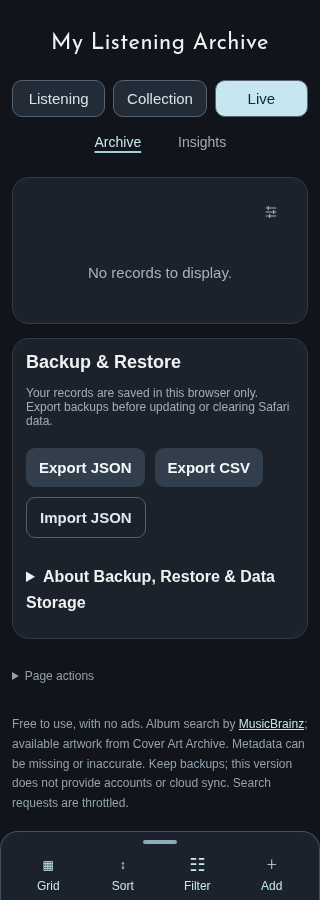 My Listening Archive
Listening Collection Live
Archive Insights
No records to display.
Backup & Restore
Your records are saved in this browser only.
Export backups before updating or clearing Safari
data.
Export JSON Export CSV
Import JSON
About Backup, Restore & Data
Storage
Page actions
Free to use, with no ads. Album search by MusicBrainz;
available artwork from Cover Art Archive. Metadata can
be missing or inaccurate. Keep backups; this version
does not provide accounts or cloud sync. Search
requests are throttled.
Grid Sort Filter Add